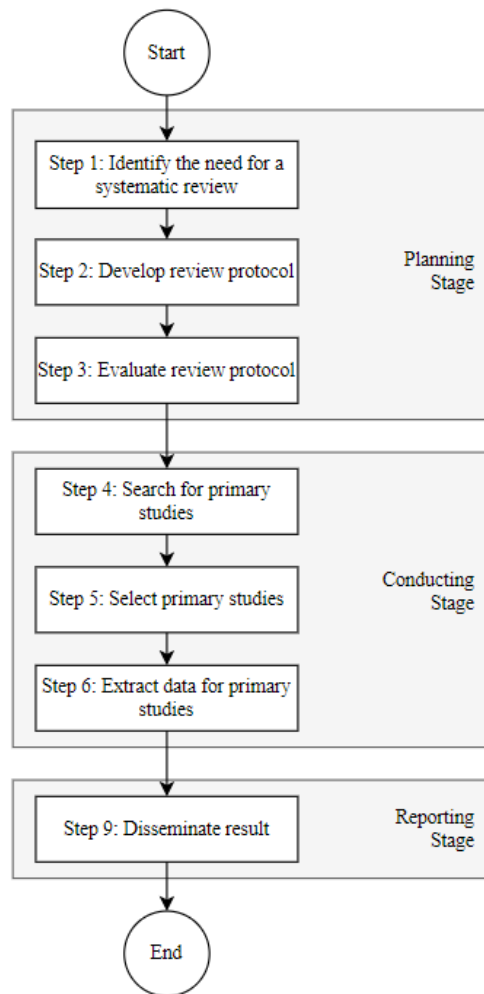 Start
Step 1: Identify the need for a
systematic review
Step 2: Develop review protocol
Planning
Stage
Step 3: Evaluate review protocol
Step 4: Search for primary
studies
Step 5: Select primary studies
Conducting
Stage
Step 6: Extract data for primary
studies
Step 9: Disseminate result
Reporting
Stage
End